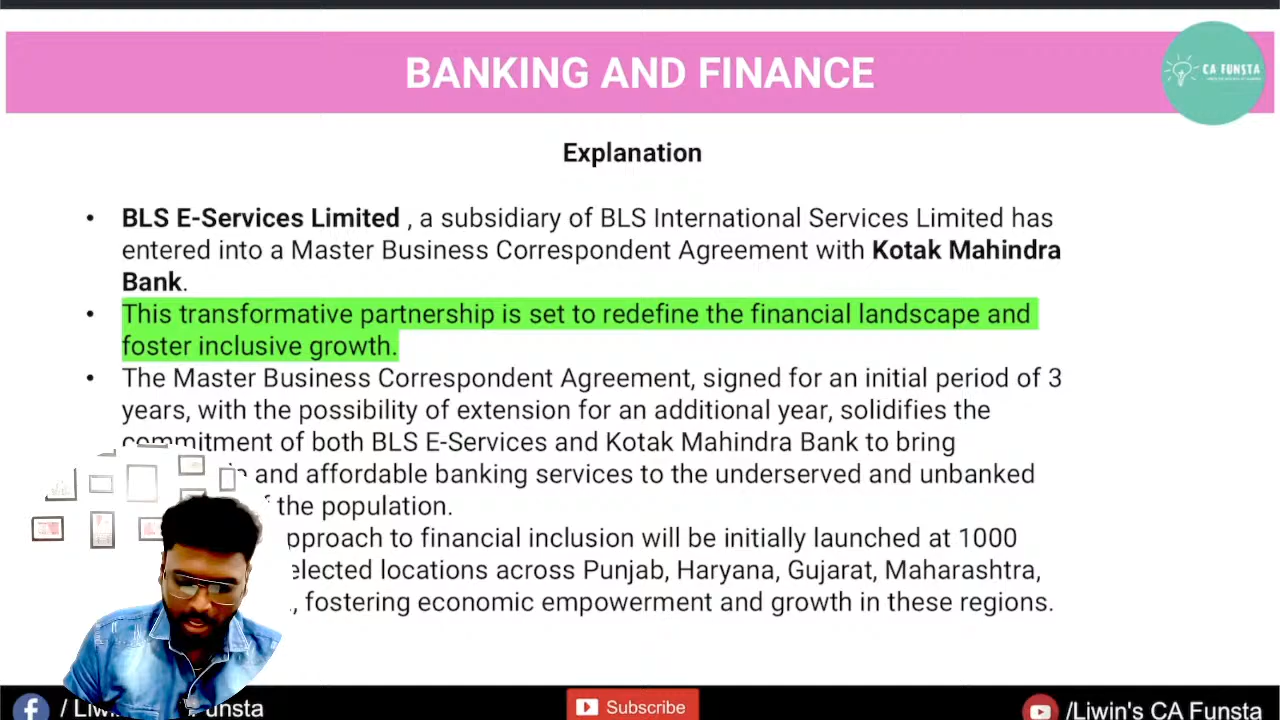 BANKING AND FINANCE
CA FUNSTA
Explanation
• BLS E-Services Limited , a subsidiary of BLS International Services Limited has
entered into a Master Business Correspondent Agreement with Kotak Mahindra
Bank.
• This transformative partnership is set to redefine the financial landscape and
foster inclusive growth.
• The Master Business Correspondent Agreement, signed for an initial period of 3
years, with the possibility of extension for an additional year, solidifies the
commitment of both BLS E-Services and Kotak Mahindra Bank to bring
and affordable banking services to the underserved and unbanked
the population.
to financial inclusion will be initially launched at 1000
locations across Punjab, Haryana, Gujarat, Maharashtra,
, fostering economic empowerment and growth in these regions.
Subscribe
/Liwin's CA Funsta